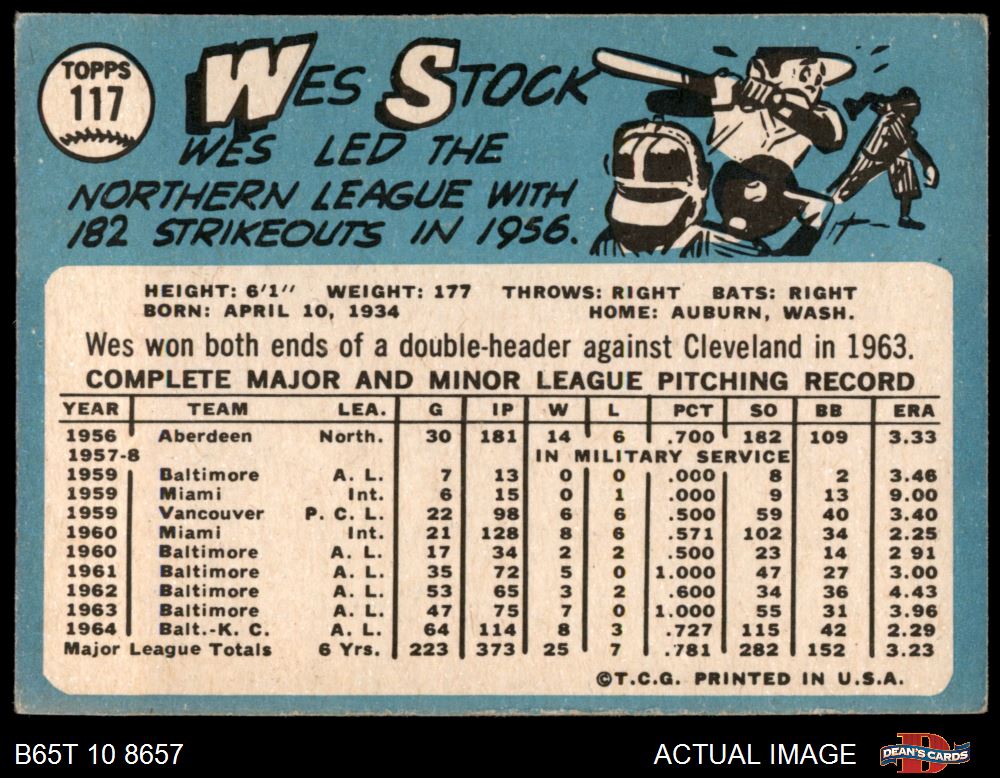 TOPPS
117
WES STOCK
WES LED THE
NORTHERN LEAGUE WITH
182 STRIKEOUTS IN 1956.
HEIGHT: 6'1" WEIGHT: 177 THROWS: RIGHT BATS: RIGHT
BORN: APRIL 10, 1934 HOME: AUBURN, WASH.
Wes won both ends of a double-header against Cleveland in 1963.
COMPLETE MAJOR AND MINOR LEAGUE PITCHING RECORD
YEAR TEAM LEA. G IP W L PCT SO BB ERA
1956 Aberdeen North. 30 181 14 6 .700 182 109 3.33
1957-8 IN MILITARY SERVICE
1959 Baltimore A. L. 7 13 0 0 .000 8 2 3.46
1959 Miami Int. 6 15 0 1 .000 9 13 9.00
1959 Vancouver P. C. L. 22 98 6 6 .500 59 40 3.40
1960 Miami Int. 21 128 8 6 .571 102 34 2.25
1960 Baltimore A. L. 17 34 2 2 .500 23 14 2 91
1961 Baltimore A. L. 35 72 5 0 1.000 47 27 3.00
1962 Baltimore A. L. 53 65 3 2 .600 34 36 4.43
1963 Baltimore A. L. 47 75 7 0 1.000 55 31 3.96
1964 Balt.-K. C. A. L. 64 114 8 3 .727 115 42 2.29
Major League Totals 6 Yrs. 223 373 25 7 .781 282 152 3.23
©T.C.G. PRINTED IN U.S.A.
B65T 10 8657 ACTUAL IMAGE DEAN'S CARDS